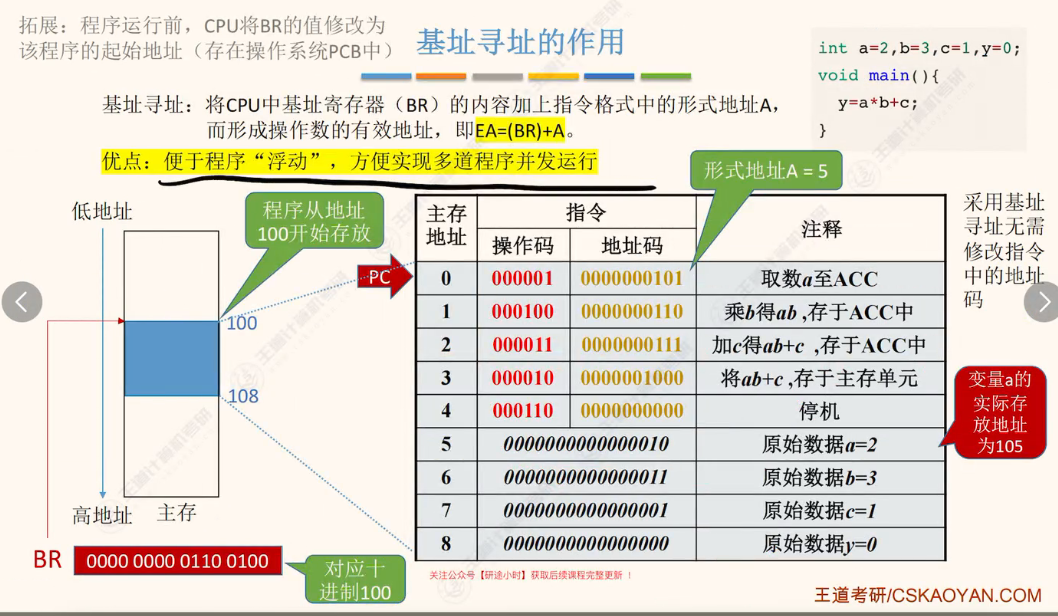 拓展：程序运行前，CPU将BR的值修改为
该程序的起始地址（存在操作系统PCB中）
基址寻址的作用
int a=2,b=3,c=1,y=0;
void main(){
y=a*b+c;
}
基址寻址：将CPU中基址寄存器（BR）的内容加上指令格式中的形式地址A，
而形成操作数的有效地址，即EA=(BR)+A。
优点：便于程序“浮动”，方便实现多道程序并发运行
形式地址A = 5
低地址
程序从地址
100开始存放
100
108
高地址
主存
BR
0000 0000 0110 0100
对应十
进制100
PC
主存
地址
指令
注释
操作码 地址码
0 000001 0000000101 取数a至ACC
1 000100 0000000110 乘b得ab ,存于ACC中
2 000011 0000000111 加c得ab+c ,存于ACC中
3 000010 0000001000 将ab+c ,存于主存单元
4 000110 0000000000 停机
5 0000000000000010 原始数据a=2
6 0000000000000011 原始数据b=3
7 0000000000000001 原始数据c=1
8 0000000000000000 原始数据y=0
采用基址
寻址无需
修改指令
中的地址
码
变量a的
实际存
放地址
为105
关注公众号【研途小时】获取后续课程完整更新 ！
王道考研/CSKAOYAN.COM